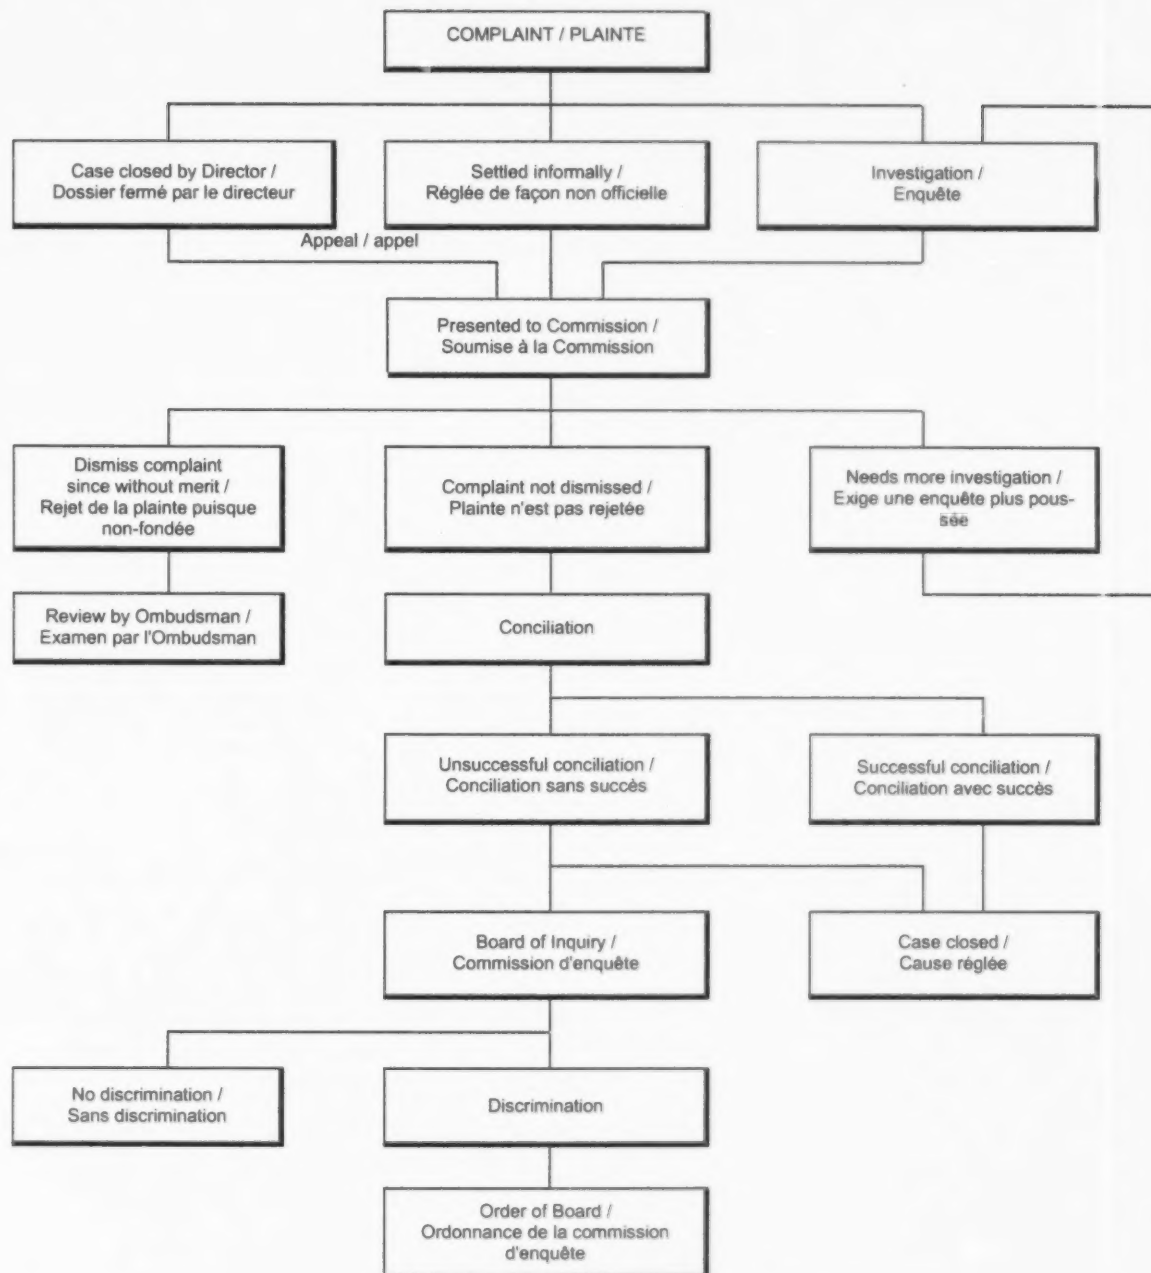 COMPLAINT / PLAINTE
Case closed by Director /
Dossier fermé par le directeur
Settled informally /
Réglée de façon non officielle
Investigation /
Enquête
Appeal / appel
Presented to Commission /
Soumise à la Commission
Dismiss complaint
since without merit /
Rejet de la plainte puisque
non-fondée
Complaint not dismissed /
Plainte n'est pas rejetée
Needs more investigation /
Exige une enquête plus pous-
sée
Review by Ombudsman /
Examen par l'Ombudsman
Conciliation
Unsuccessful conciliation /
Conciliation sans succès
Successful conciliation /
Conciliation avec succès
Board of Inquiry /
Commission d'enquête
Case closed /
Cause réglée
No discrimination /
Sans discrimination
Discrimination
Order of Board /
Ordonnance de la commission
d'enquête